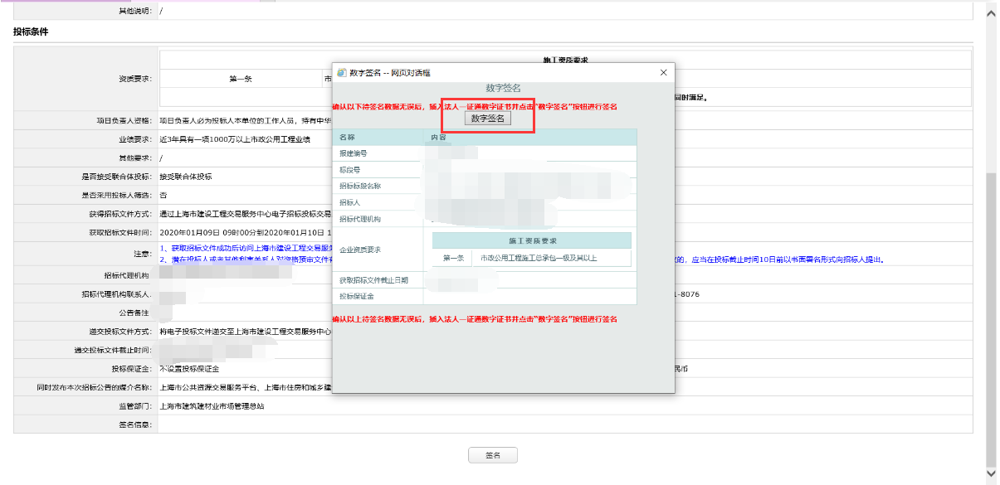 其他说明： /
投标条件
施工资质要求
资质要求： 第一条 市
同时满足。
项目负责人资格： 项目负责人必为投标人本单位的工作人员，持有中华
业绩要求： 近3年具有一项1000万以上市政公用工程业绩
其他要求： /
是否接受联合体投标： 接受联合体投标
是否采用投标人筛选： 否
获得招标文件方式： 通过上海市建设工程交易服务中心电子招标投标交易
获取招标文件时间： 2020年01月09日 09时00分到2020年01月10日 1
注意： 1、获取招标文件成功后访问上海市建设工程交易服务
2、潜在投标人或者其他利害关系人对资格预审文件有
的，应当在投标截止时间10日前以书面署名形式向招标人提出。
招标代理机构
招标代理机构联系人
1-8076
公告备注
递交投标文件方式： 将电子投标文件递交至上海市建设工程交易服务中心
递交投标文件截止时间：
投标保证金： 不设置投标保证金
民币
同时发布本次招标公告的媒介名称： 上海市公共资源交易服务平台、上海市住房和城乡建
监管部门： 上海市建筑建材业市场管理总站
签名信息：
签名
数字签名 -- 网页对话框
数字签名
确认以下待签名数据无误后，插入法人一证通数字证书并点击“数字签名”按钮进行签名
数字签名
名称 内容
报建编号
标段号
招标标段名称
招标人
招标代理机构
企业资质要求
施工资质要求
第一条 市政公用工程施工总承包一级及其以上
获取招标文件截止日期
投标保证金
确认以上待签名数据无误后，插入法人一证通数字证书并点击“数字签名”按钮进行签名